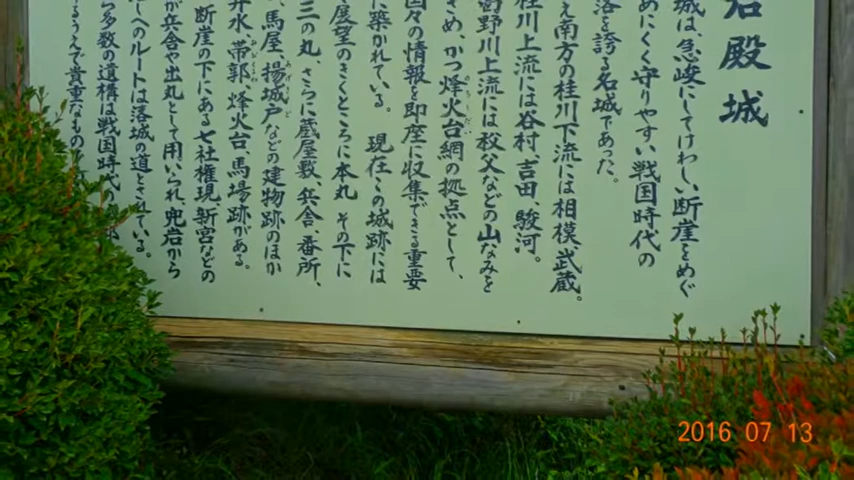 岩殿城
城は、急峻にしてけわしい断崖をめぐ
めにくく守りやすい戦国時代の
落を誇る名城であった。
え南方の桂川下流には相模、武蔵。
桂川上流には谷村、吉田、駿河。
野川上流には秩父などの山なみを
きめ、かつ烽火台網の拠点として、
国々の情報を即座に収集できる重要
に築かれている。現在この城跡には
展望のきくところに本丸、その下に
三の丸、さらに蔵屋敷、兵舎、番所、
馬屋、揚城戸などの建物跡のほか
井水、帯郭、烽火台、馬場跡がある。
断崖の下にある七社権現、新宮などの
が兵舎や出丸として用いられ、兜岩から
へのルートは落城の道とされている。
ら多数の遺構は戦国時代
るうえで貴重なもの
2016 07 13